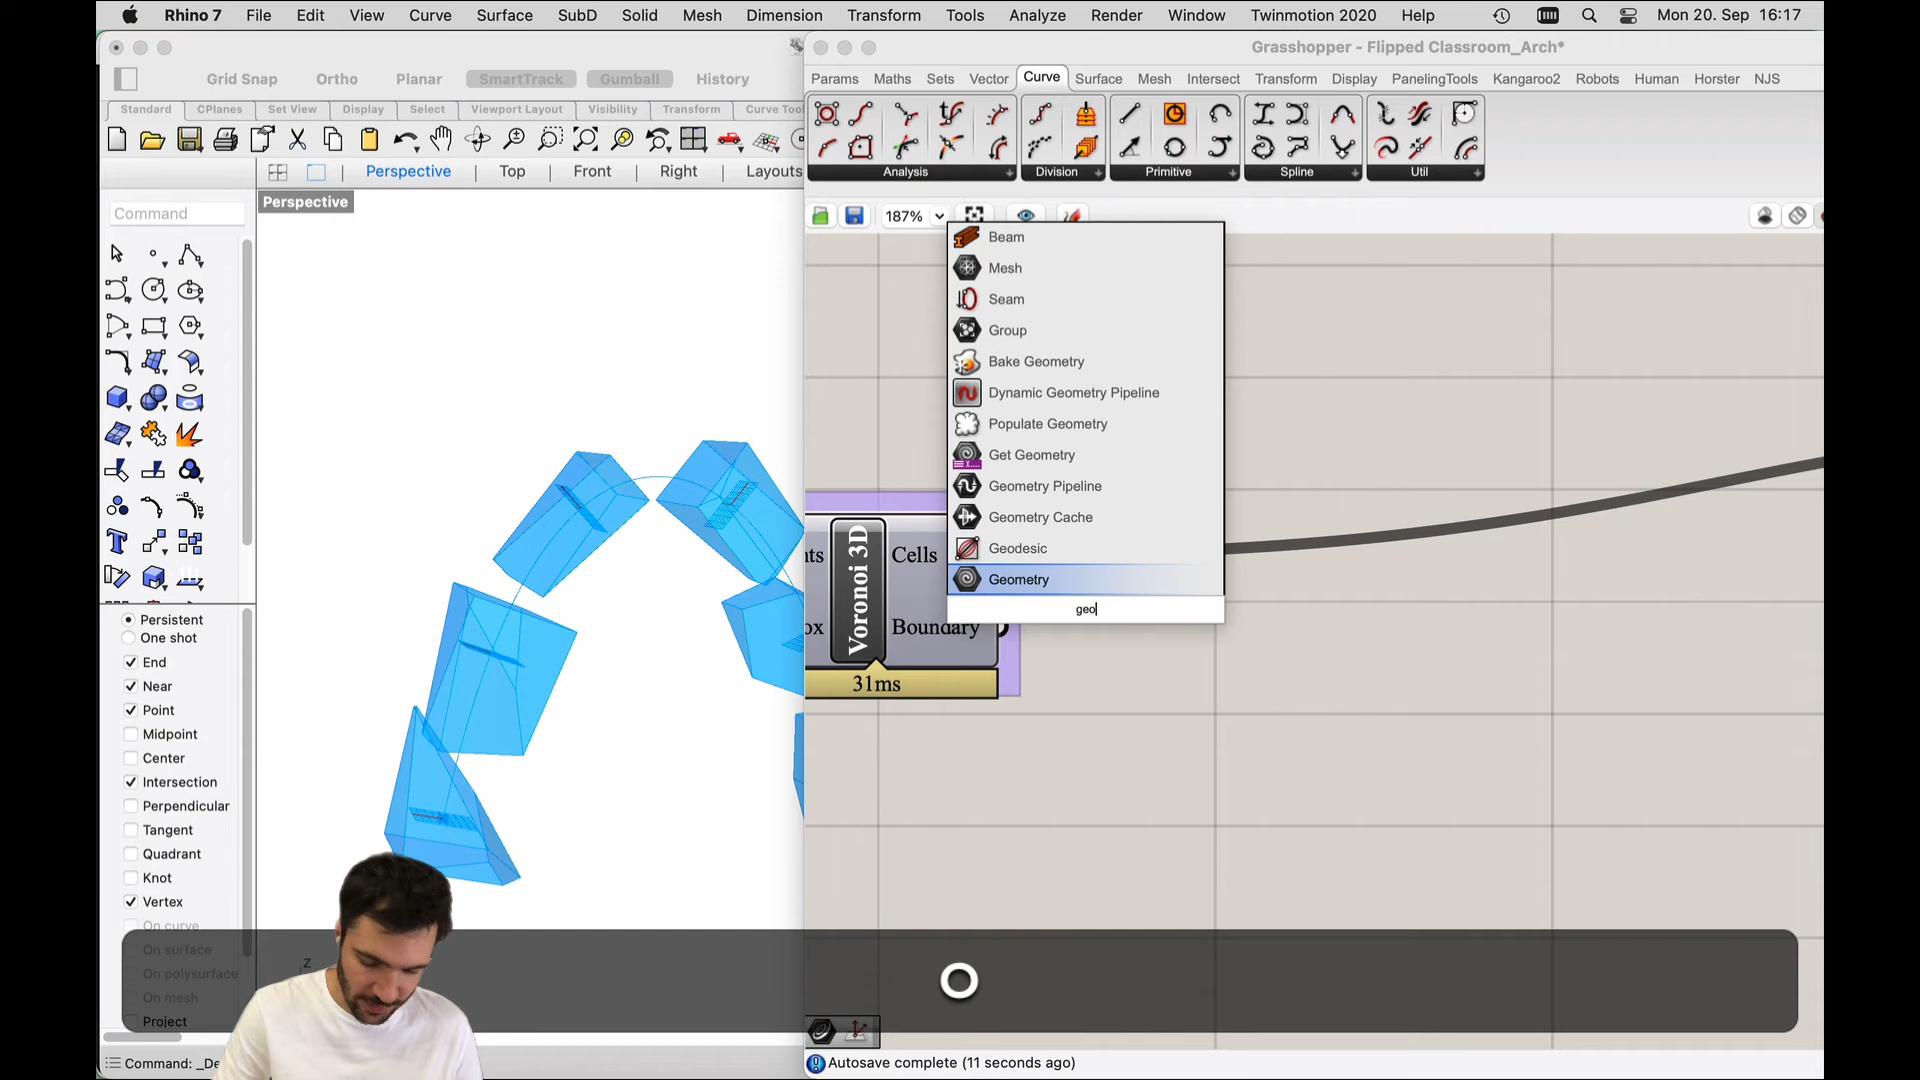 Rhino 7 File Edit View Curve Surface SubD Solid Mesh Dimension Transform Tools Analyze Render Window Twinmotion 2020 Help Mon 20. Sep 16:17
Grasshopper - Flipped Classroom_Arch*
Grid Snap Ortho Planar SmartTrack Gumball History
Params Maths Sets Vector Curve Surface Mesh Intersect Transform Display PanelingTools Kangaroo2 Robots Human Horster NJS
Standard CPlanes Set View Display Select Viewport Layout Visibility Transform Curve Too
Analysis Division Primitive Spline Util
Perspective Top Front Right Layouts
Perspective
Command
187%
Beam
Mesh
Seam
Group
Bake Geometry
Dynamic Geometry Pipeline
Populate Geometry
Get Geometry
Geometry Pipeline
Geometry Cache
Geodesic
Geometry
geo
nts Voronoi 3D Cells
ox Boundary
31ms
Persistent
One shot
End
Near
Point
Midpoint
Center
Intersection
Perpendicular
Tangent
Quadrant
Knot
Vertex
On curve
On surface
On polysurface
On mesh
Project
z
O
Command: _De
Autosave complete (11 seconds ago)